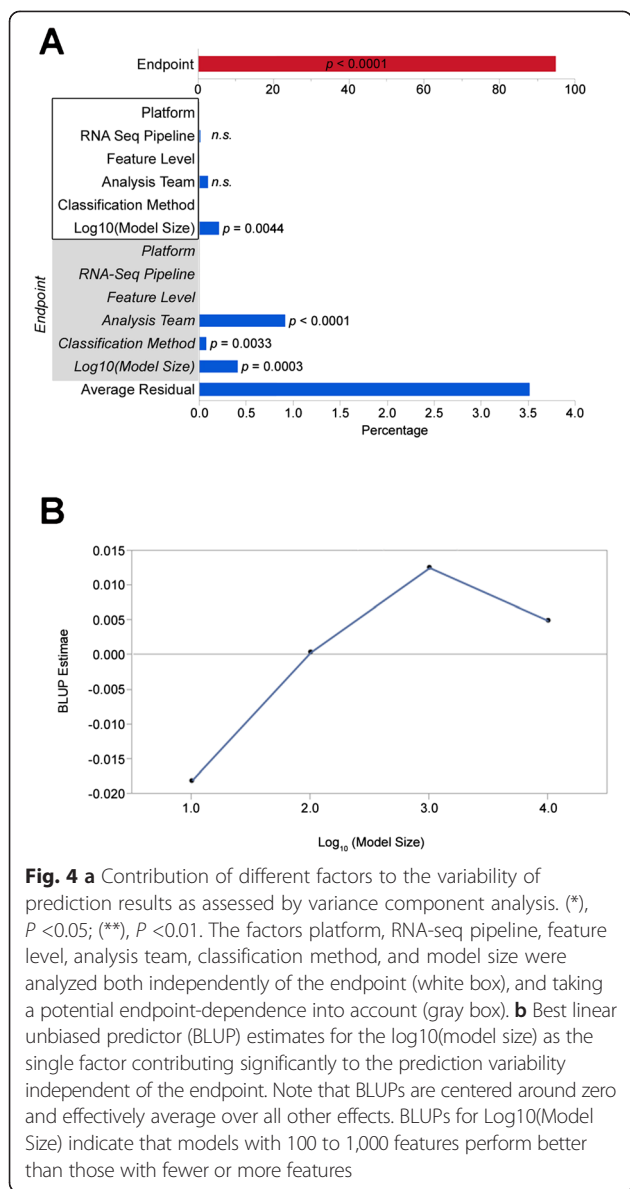 A
Endpoint
p < 0.0001
0 20 40 60 80 100
Platform
RNA Seq Pipeline n.s.
Feature Level
Analysis Team n.s.
Classification Method
Log10(Model Size) p = 0.0044
Endpoint
Platform
RNA-Seq Pipeline
Feature Level
Analysis Team p < 0.0001
Classification Method p = 0.0033
Log10(Model Size) p = 0.0003
Average Residual
0.0 0.5 1.0 1.5 2.0 2.5 3.0 3.5 4.0
Percentage
B
0.015
0.010
0.005
0.000
-0.005
-0.010
-0.015
-0.020
BLUP Estimae
1.0 2.0 3.0 4.0
Log10 (Model Size)
Fig. 4 a Contribution of different factors to the variability of
prediction results as assessed by variance component analysis. (*),
P <0.05; (**), P <0.01. The factors platform, RNA-seq pipeline, feature
level, analysis team, classification method, and model size were
analyzed both independently of the endpoint (white box), and taking
a potential endpoint-dependence into account (gray box). b Best linear
unbiased predictor (BLUP) estimates for the log10(model size) as the
single factor contributing significantly to the prediction variability
independent of the endpoint. Note that BLUPs are centered around zero
and effectively average over all other effects. BLUPs for Log10(Model
Size) indicate that models with 100 to 1,000 features perform better
than those with fewer or more features